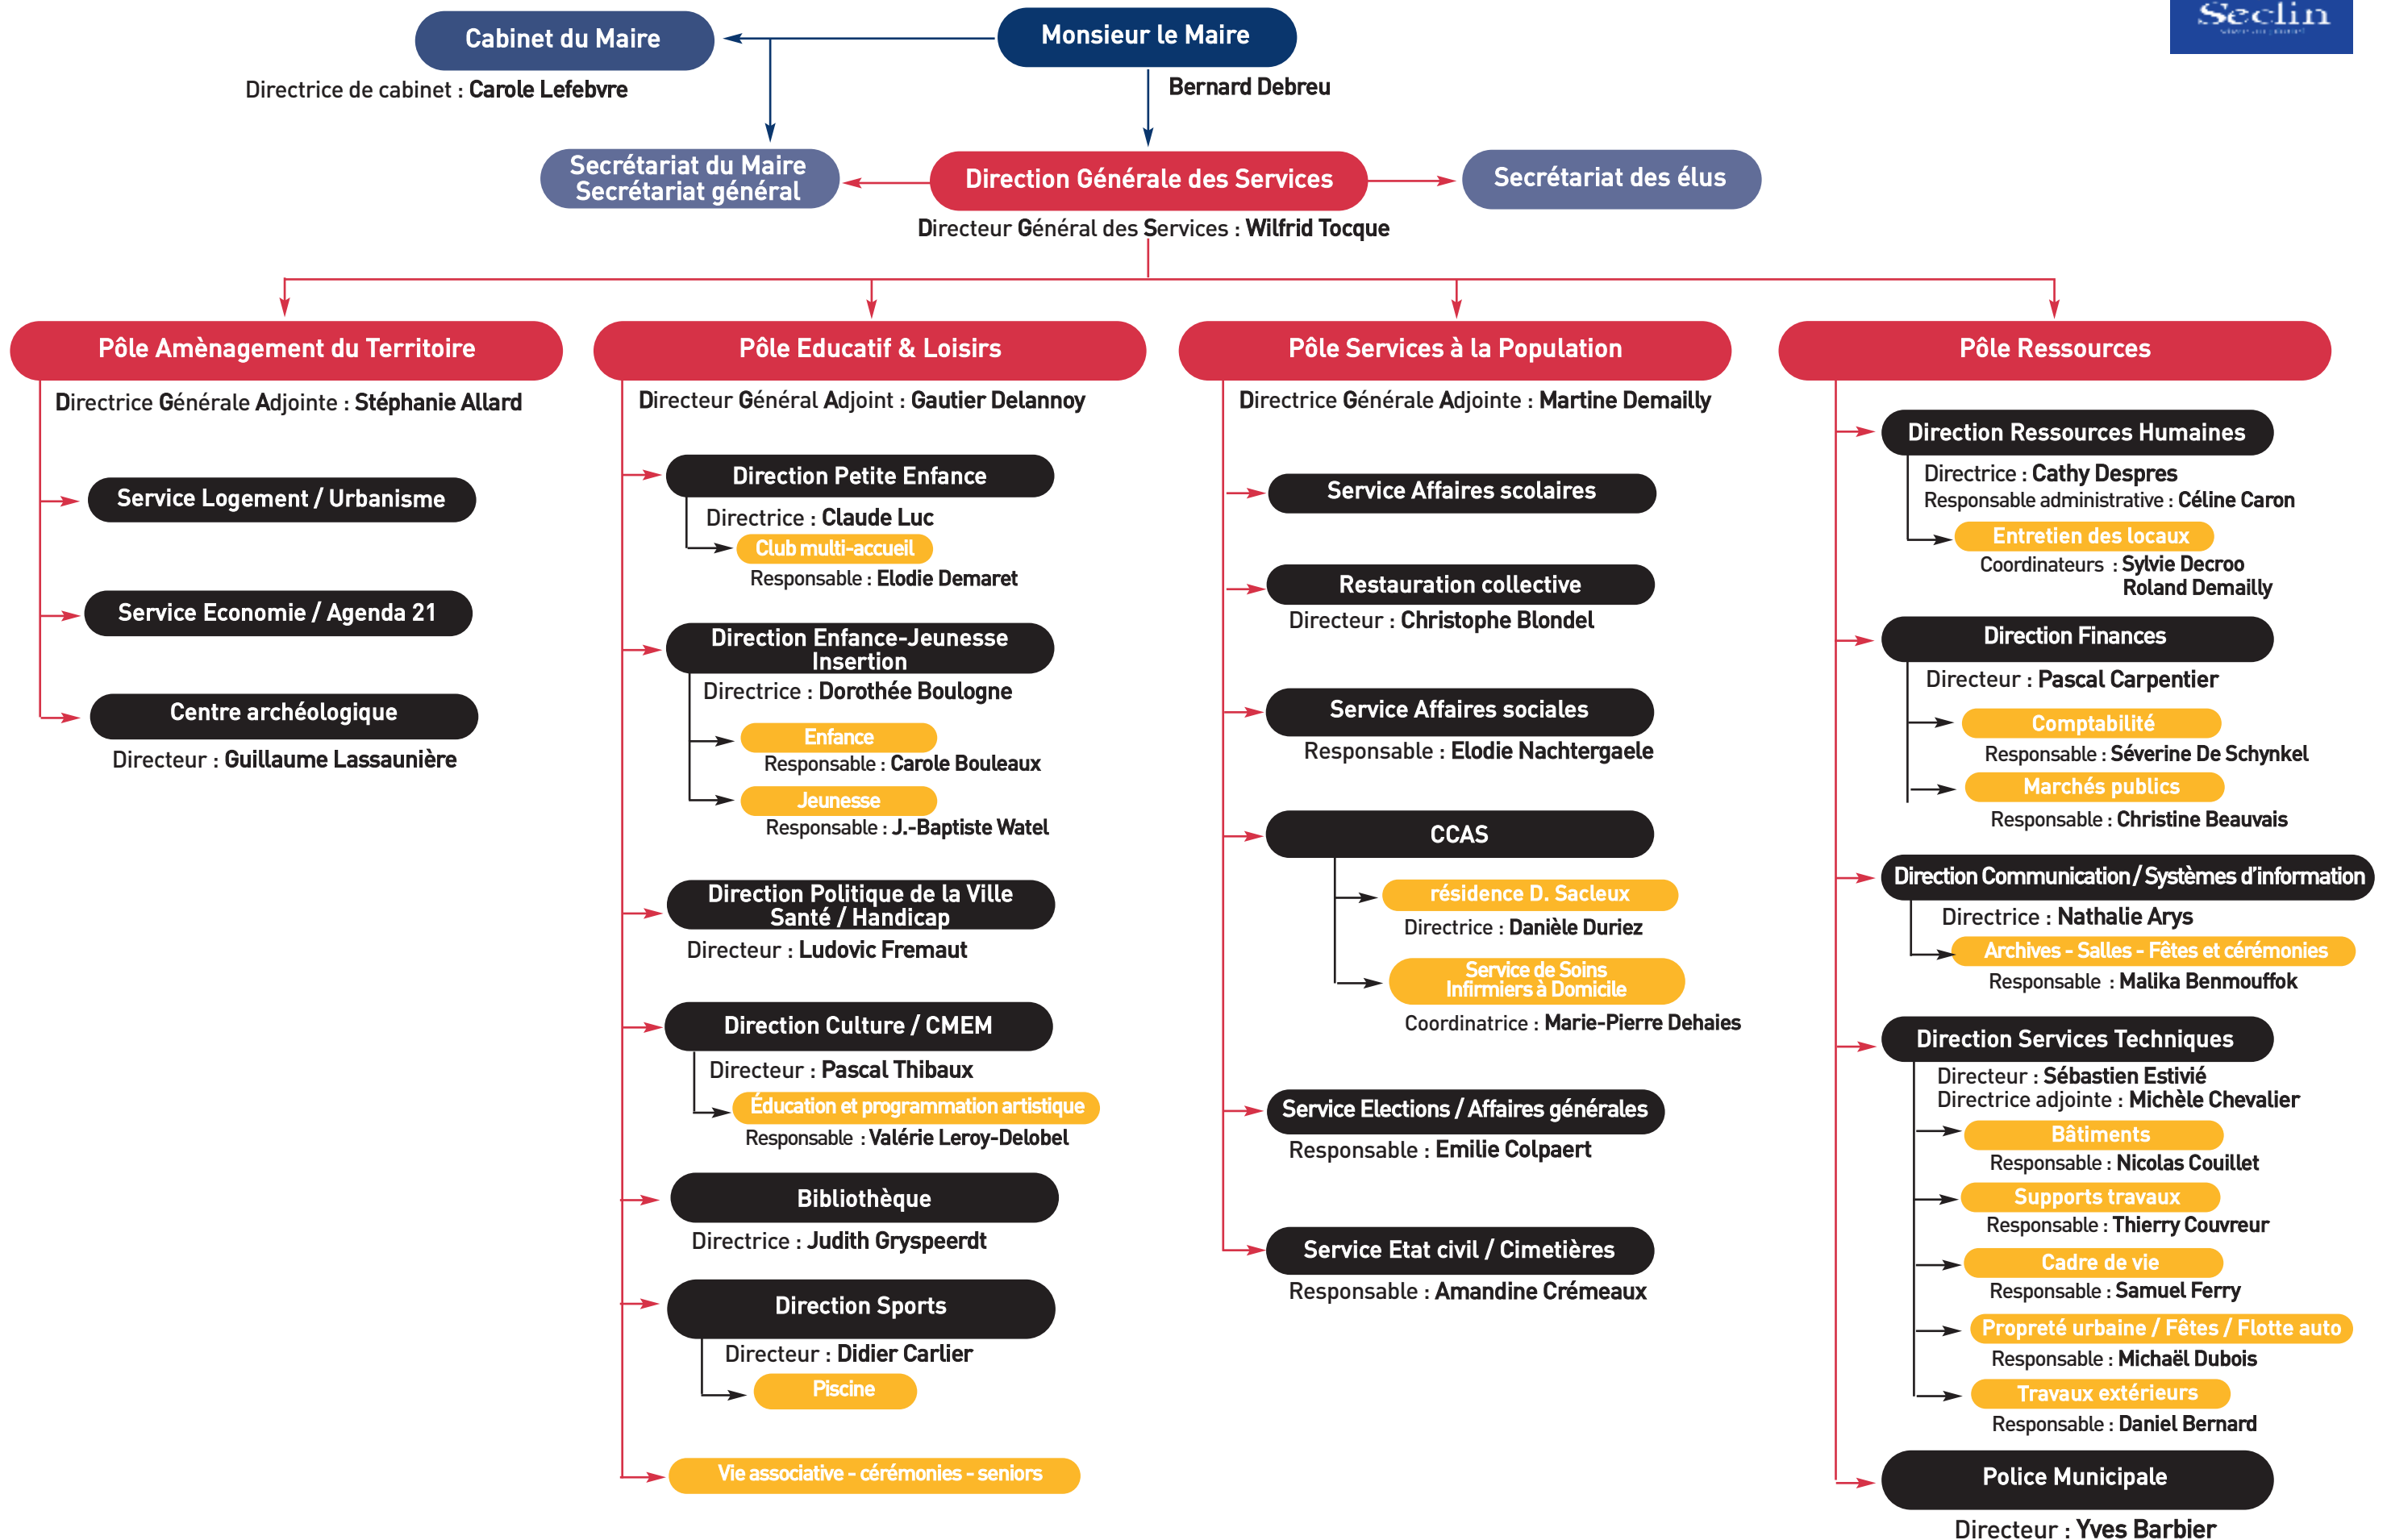 Seclin
Cabinet du Maire
Monsieur le Maire
Directrice de cabinet : Carole Lefebvre
Bernard Debreu
Secrétariat du Maire
Secrétariat général
Direction Générale des Services
Secrétariat des élus
Directeur Général des Services : Wilfrid Tocque
Pôle Amènagement du Territoire
Directrice Générale Adjointe : Stéphanie Allard
Service Logement / Urbanisme
Service Economie / Agenda 21
Centre archéologique
Directeur : Guillaume Lassaunière
Pôle Educatif & Loisirs
Directeur Général Adjoint : Gautier Delannoy
Direction Petite Enfance
Directrice : Claude Luc
Club multi-accueil
Responsable : Elodie Demaret
Direction Enfance-Jeunesse
Insertion
Directrice : Dorothée Boulogne
Enfance
Responsable : Carole Bouleaux
Jeunesse
Responsable : J.-Baptiste Watel
Direction Politique de la Ville
Santé / Handicap
Directeur : Ludovic Fremaut
Direction Culture / CMEM
Directeur : Pascal Thibaux
Éducation et programmation artistique
Responsable : Valérie Leroy-Delobel
Bibliothèque
Directrice : Judith Gryspeerdt
Direction Sports
Directeur : Didier Carlier
Piscine
Vie associative - cérémonies - seniors
Pôle Services à la Population
Directrice Générale Adjointe : Martine Demailly
Service Affaires scolaires
Restauration collective
Directeur : Christophe Blondel
Service Affaires sociales
Responsable : Elodie Nachtergaele
CCAS
résidence D. Sacleux
Directrice : Danièle Duriez
Service de Soins
Infirmiers à Domicile
Coordinatrice : Marie-Pierre Dehaies
Service Elections / Affaires générales
Responsable : Emilie Colpaert
Service Etat civil / Cimetières
Responsable : Amandine Crémeaux
Pôle Ressources
Direction Ressources Humaines
Directrice : Cathy Despres
Responsable administrative : Céline Caron
Entretien des locaux
Coordinateurs : Sylvie Decroo
Roland Demailly
Direction Finances
Directeur : Pascal Carpentier
Comptabilité
Responsable : Séverine De Schynkel
Marchés publics
Responsable : Christine Beauvais
Direction Communication / Systèmes d'information
Directrice : Nathalie Arys
Archives - Salles - Fêtes et cérémonies
Responsable : Malika Benmouffok
Direction Services Techniques
Directeur : Sébastien Estivié
Directrice adjointe : Michèle Chevalier
Bâtiments
Responsable : Nicolas Couillet
Supports travaux
Responsable : Thierry Couvreur
Cadre de vie
Responsable : Samuel Ferry
Propreté urbaine / Fêtes / Flotte auto
Responsable : Michaël Dubois
Travaux extérieurs
Responsable : Daniel Bernard
Police Municipale
Directeur : Yves Barbier